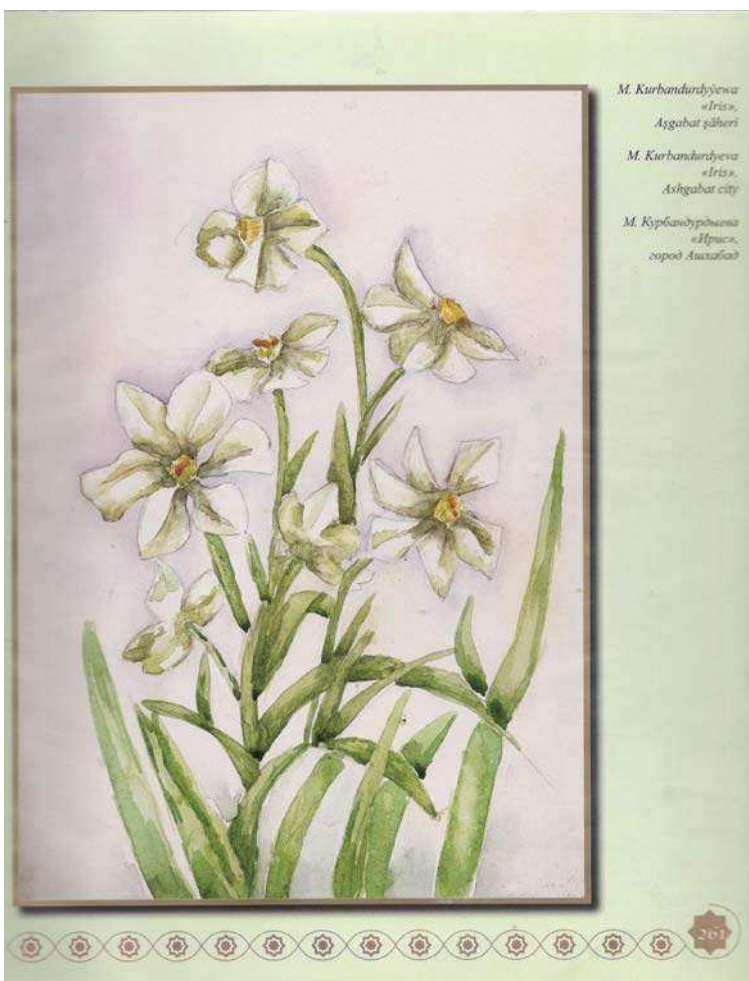 M. Kurbandurdyýewa
«Iris»,
Aşgabat şäheri
M. Kurbandurdyeva
«Iris»,
Ashgabat city
М. Курбандурдыева
«Ирис»,
город Ашхабад
261